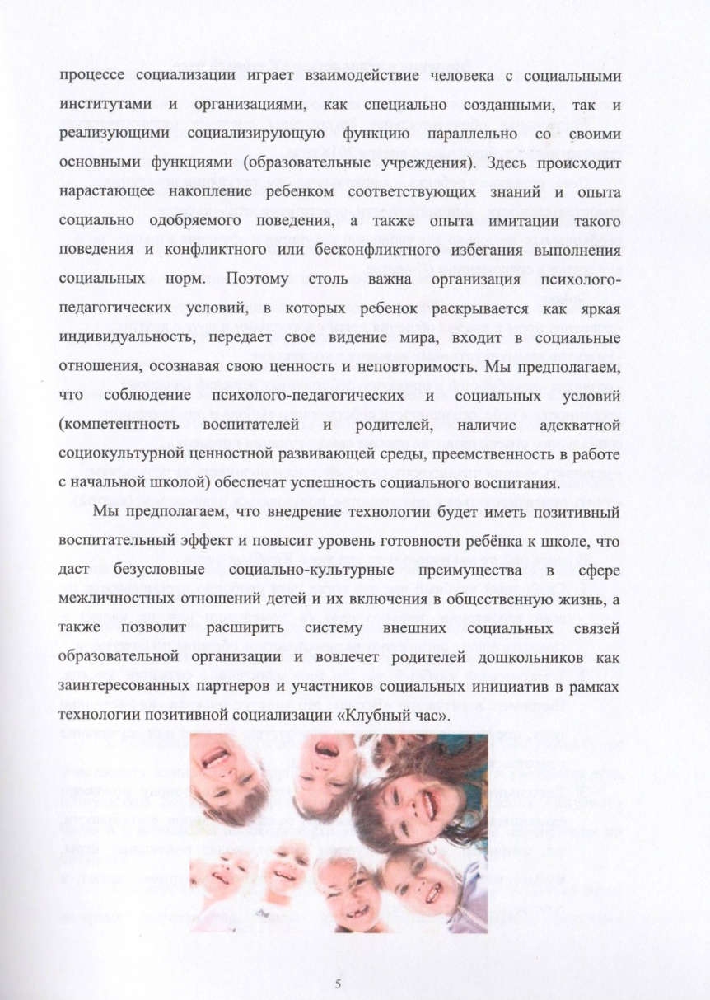 процессе социализации играет взаимодействие человека с социальными
институтами и организациями, как специально созданными, так и
реализующими социализирующую функцию параллельно со своими
основными функциями (образовательные учреждения). Здесь происходит
нарастающее накопление ребенком соответствующих знаний и опыта
социально одобряемого поведения, а также опыта имитации такого
поведения и конфликтного или бесконфликтного избегания выполнения
социальных норм. Поэтому столь важна организация психолого-
педагогических условий, в которых ребенок раскрывается как яркая
индивидуальность, передает свое видение мира, входит в социальные
отношения, осознавая свою ценность и неповторимость. Мы предполагаем,
что соблюдение психолого-педагогических и социальных условий
(компетентность воспитателей и родителей, наличие адекватной
социокультурной ценностной развивающей среды, преемственность в работе
с начальной школой) обеспечат успешность социального воспитания.
Мы предполагаем, что внедрение технологии будет иметь позитивный
воспитательный эффект и повысит уровень готовности ребёнка к школе, что
даст безусловные социально-культурные преимущества в сфере
межличностных отношений детей и их включения в общественную жизнь, а
также позволит расширить систему внешних социальных связей
образовательной организации и вовлечет родителей дошкольников как
заинтересованных партнеров и участников социальных инициатив в рамках
технологии позитивной социализации «Клубный час».
5